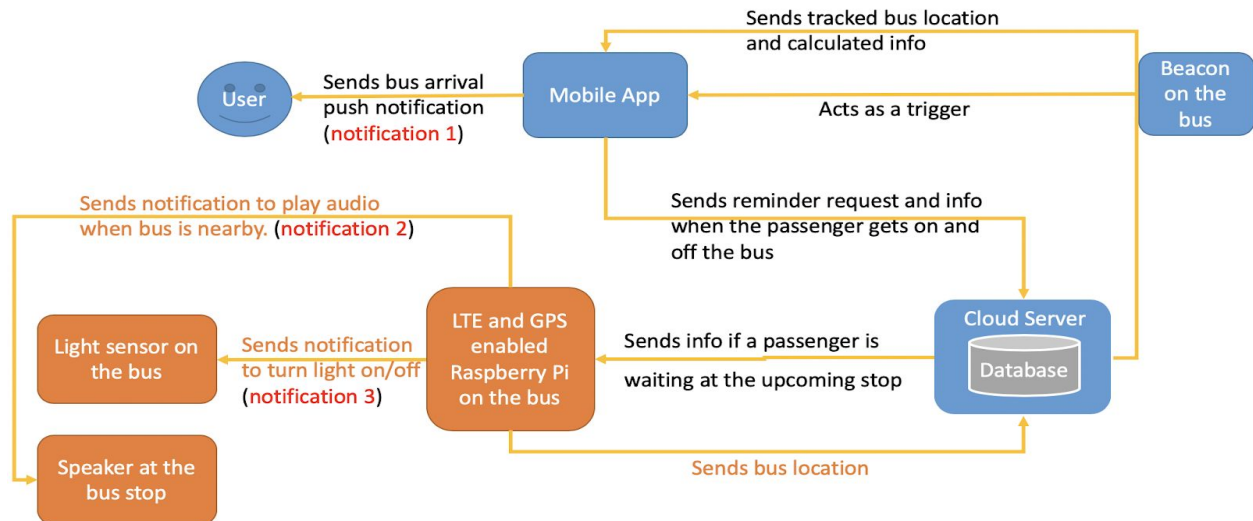 Sends tracked bus location
and calculated info
Beacon
on the
bus
Mobile App
Acts as a trigger
User
Sends bus arrival
push notification
(notification 1)
Sends notification to play audio
when bus is nearby. (notification 2)
Sends reminder request and info
when the passenger gets on and
off the bus
Light sensor on
the bus
Sends notification
to turn light on/off
(notification 3)
LTE and GPS
enabled
Raspberry Pi
on the bus
Sends info if a passenger is
waiting at the upcoming stop
Cloud Server
Database
Speaker at the
bus stop
Sends bus location